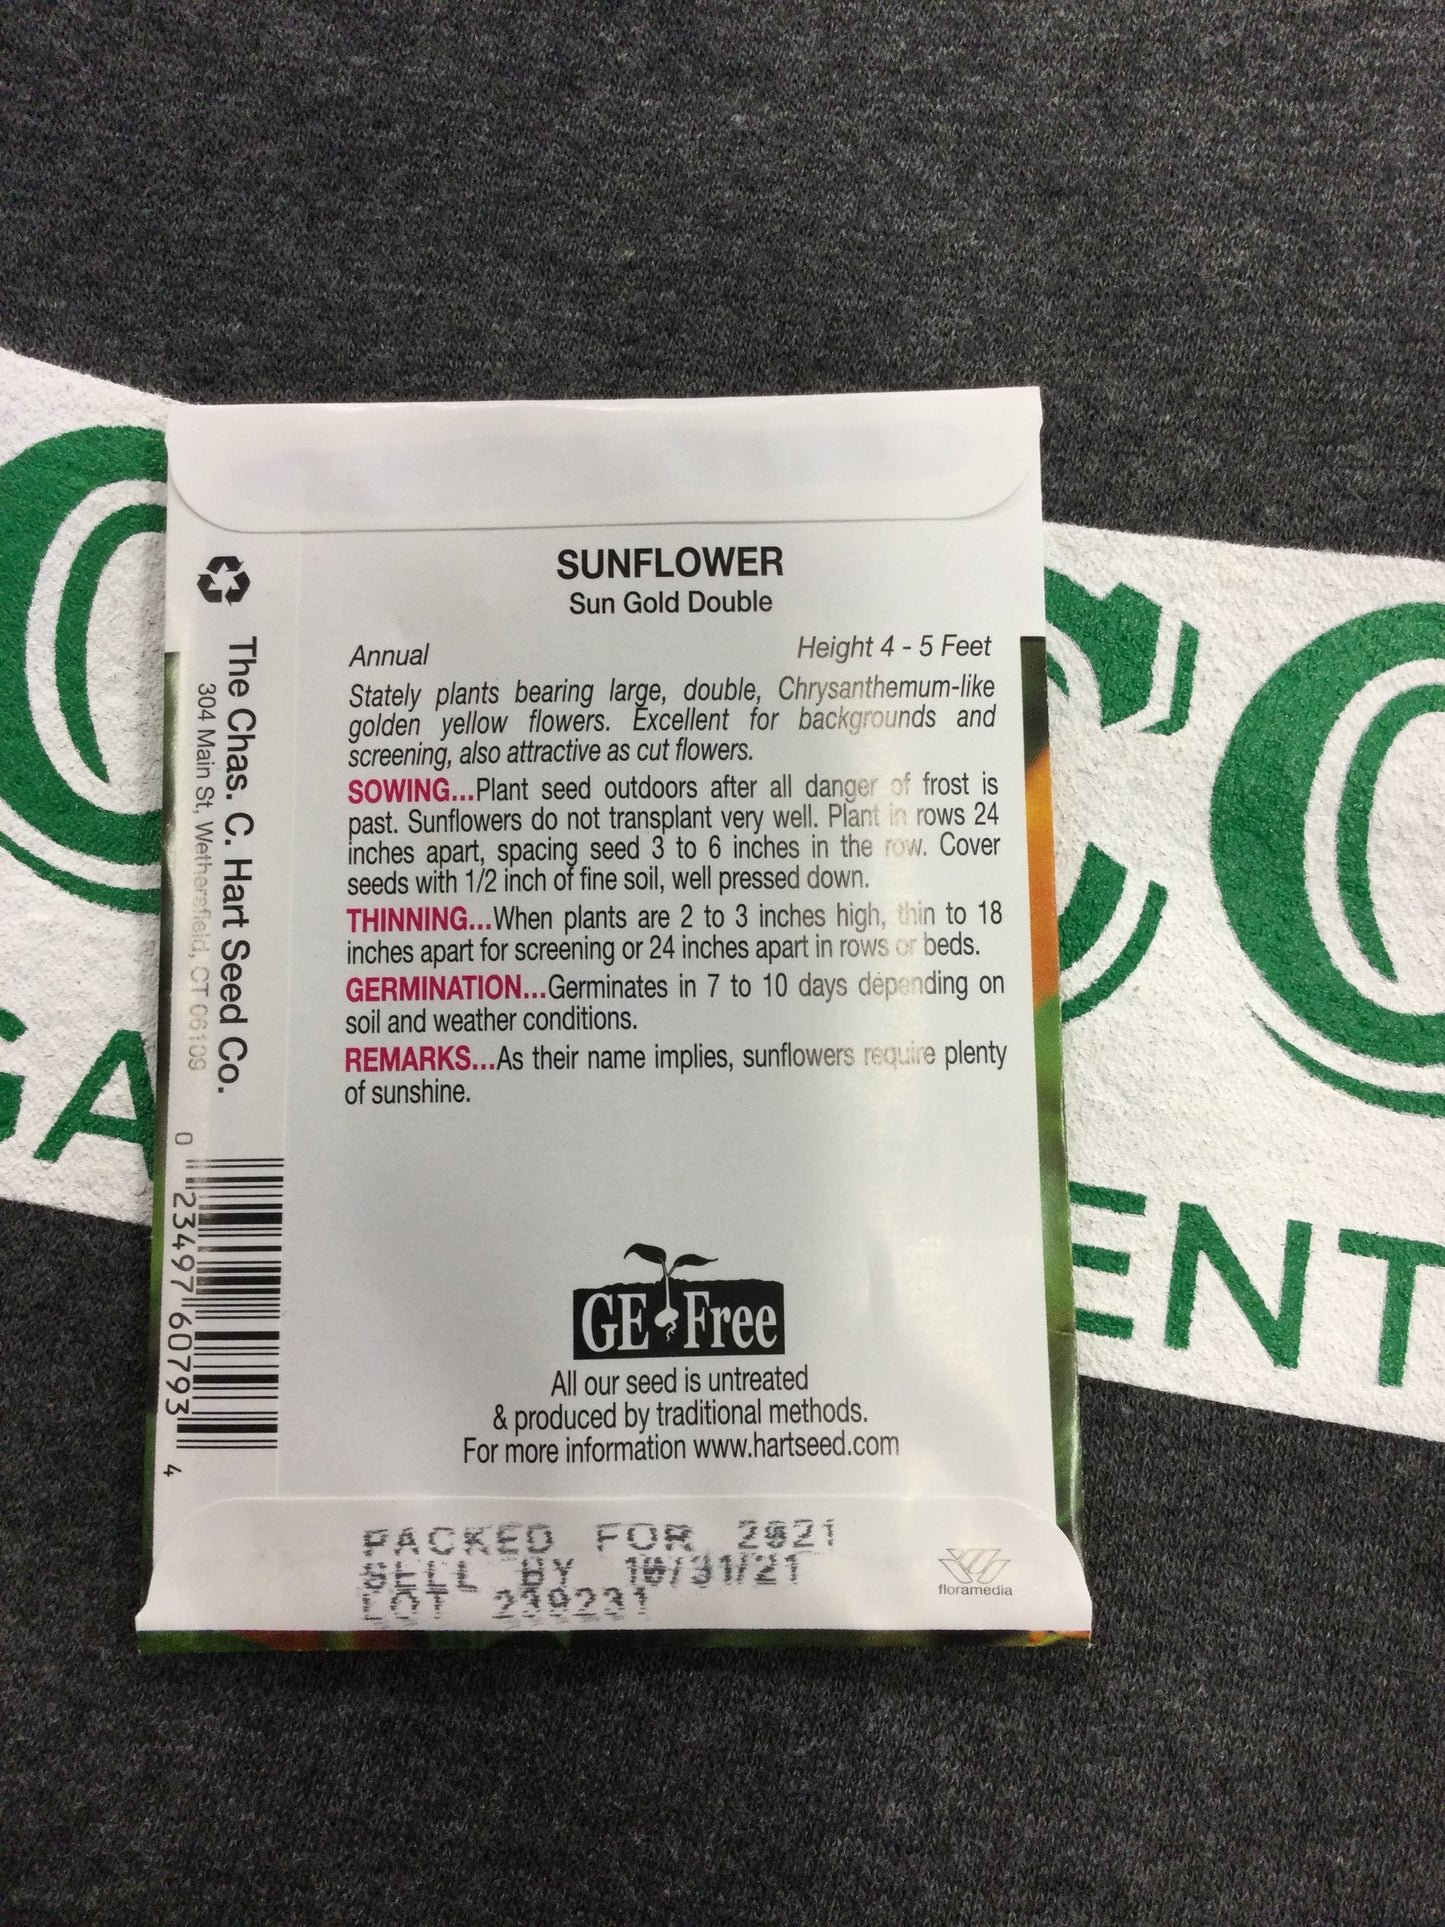 SUNFLOWER
Sun Gold Double
Annual
Height 4 - 5 Feet
Stately plants bearing large, double, Chrysanthemum-like
golden yellow flowers. Excellent for backgrounds and
screening, also attractive as cut flowers.
SOWING...Plant seed outdoors after all danger of frost is
past. Sunflowers do not transplant very well. Plant in rows 24
inches apart, spacing seed 3 to 6 inches in the row. Cover
seeds with 1/2 inch of fine soil, well pressed down.
THINNING...When plants are 2 to 3 inches high, thin to 18
inches apart for screening or 24 inches apart in rows or beds.
GERMINATION...Germinates in 7 to 10 days depending on
soil and weather conditions.
REMARKS...As their name implies, sunflowers require plenty
of sunshine.
GE Free
All our seed is untreated
& produced by traditional methods.
For more information www.hartseed.com
PACKED FOR 2021
SELL BY 10/31/21
LOT
floramedia
The Chas. C. Hart Seed Co.
304 Main St, Wethersfield, CT 06109
0 23497 60793 4
GA
ENT